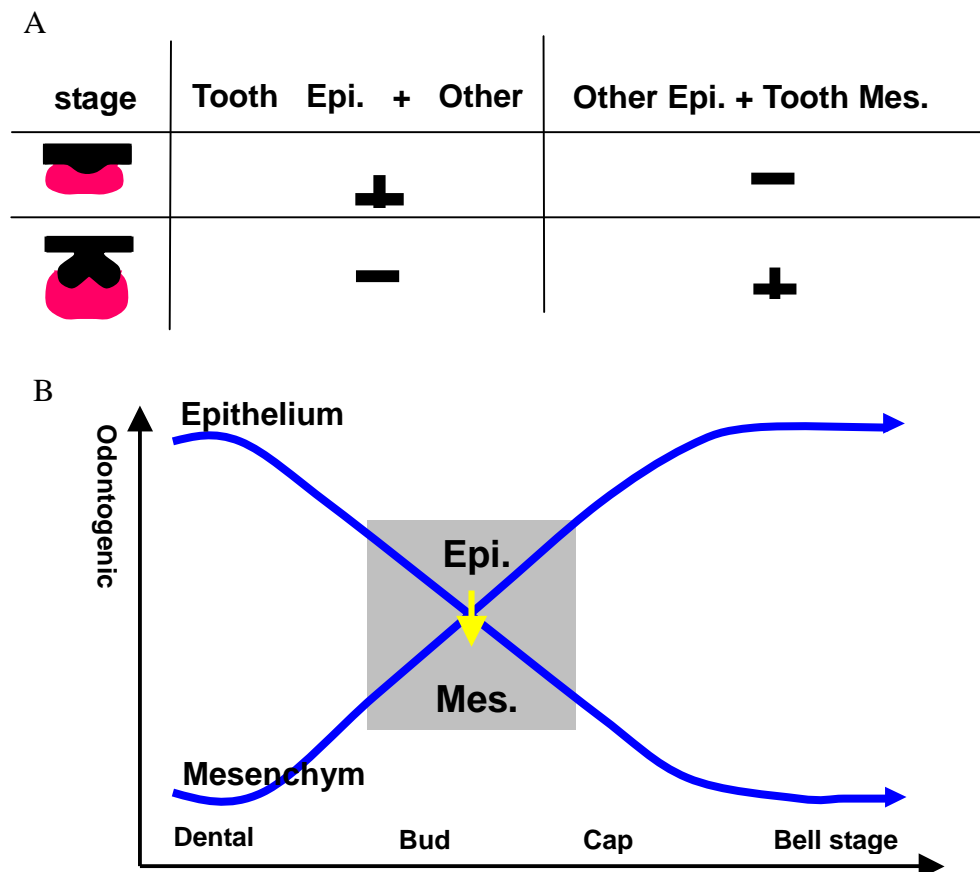 A
stage Tooth Epi. + Other Other Epi. + Tooth Mes.
+ −
− +
B
Odontogenic
Epithelium
Epi.
Mes.
Mesenchym
Dental Bud Cap Bell stage